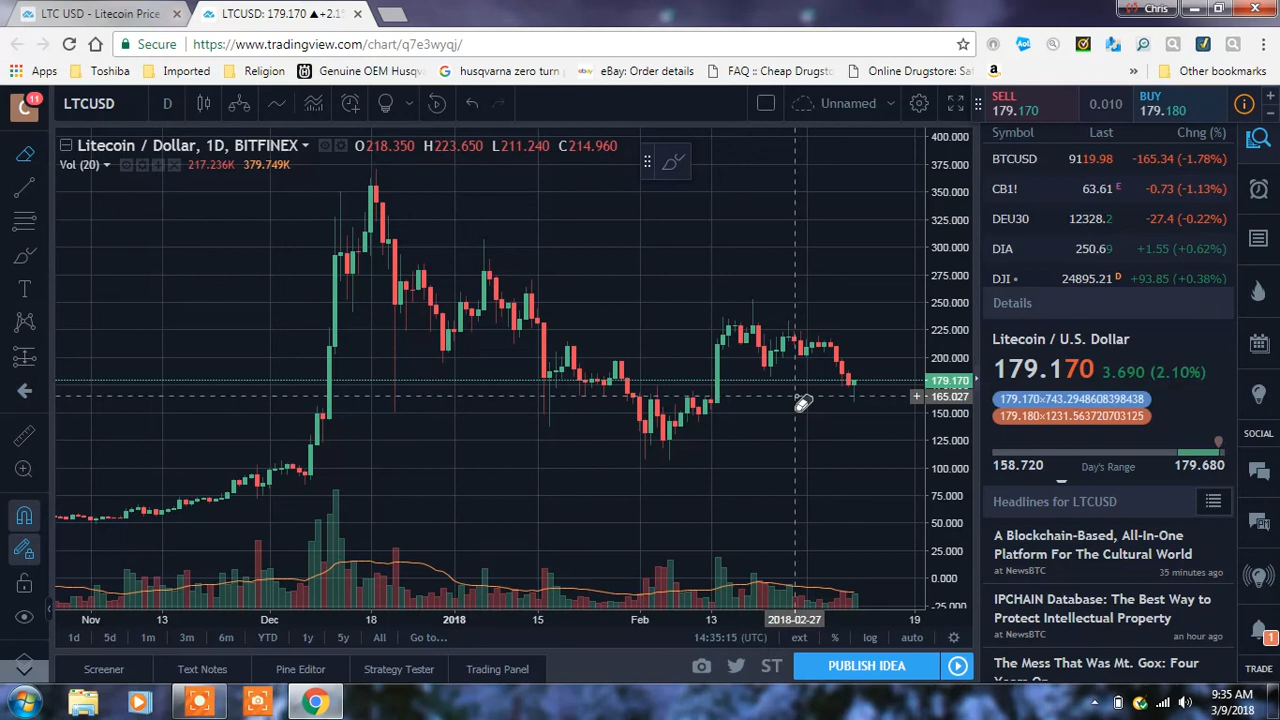 LTC USD - Litecoin Price
LTCUSD: 179.170 ▲+2.1%
Chris
Secure
https://www.tradingview.com/chart/q7e3wyqj/
Apps
Toshiba
Imported
Religion
Genuine OEM Husqv
husqvarna zero turn
eBay: Order details
FAQ :: Cheap Drugst
Online Drugstore: Saf
»
Other bookmarks
C
11
LTCUSD
D
Unnamed
SELL
179.170
0.010
BUY
179.180
Litecoin / Dollar, 1D, BITFINEX
O218.350 H223.650 L211.240 C214.960
Vol (20)
217.236K 379.749K
400.000
375.000
350.000
325.000
300.000
275.000
250.000
225.000
200.000
179.170
165.027
150.000
125.000
100.000
75.000
50.000
25.000
0.000
-25.000
Nov
13
Dec
18
2018
15
Feb
13
2018-02-27
19
1d
5d
1m
3m
6m
YTD
1y
5y
All
Go to...
14:35:15 (UTC)
ext
%
log
auto
Screener
Text Notes
Pine Editor
Strategy Tester
Trading Panel
ST
PUBLISH IDEA
Symbol Last Chng (%)
BTCUSD 9119.98 -165.34 (-1.78%)
CB1! 63.61 E -0.73 (-1.13%)
DEU30 12328.2 -27.4 (-0.22%)
DIA 250.69 +1.55 (+0.62%)
DJI 24895.21 D +93.85 (+0.38%)
Details
Litecoin / U.S. Dollar
179.170 3.690 (2.10%)
179.170×743.2948608398438
179.180×1231.563720703125
158.720 Day's Range 179.680
Headlines for LTCUSD
A Blockchain-Based, All-In-One
Platform For The Cultural World
at NewsBTC 35 minutes ago
IPCHAIN Database: The Best Way to
Protect Intellectual Property
at NewsBTC an hour ago
The Mess That Was Mt. Gox: Four
SOCIAL
1
TRADE
9:35 AM
3/9/2018